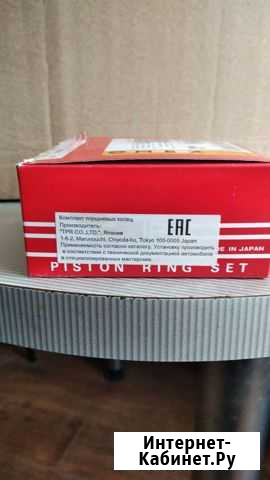 Комплект поршневых колец
Производитель:
"TPR CO.,LTD.", Япония
1-6-2, Marunouchi, Chiyoda-ku, Tokyo 100-0005 Japan
Применяемость согласно каталогу. Установку производить
в соответствии с технической документацией автомобиля
в специализированных мастерских.
EAC
DE IN JAPAN
PISTON RING SET
Интернет-
Кабинет.Ру